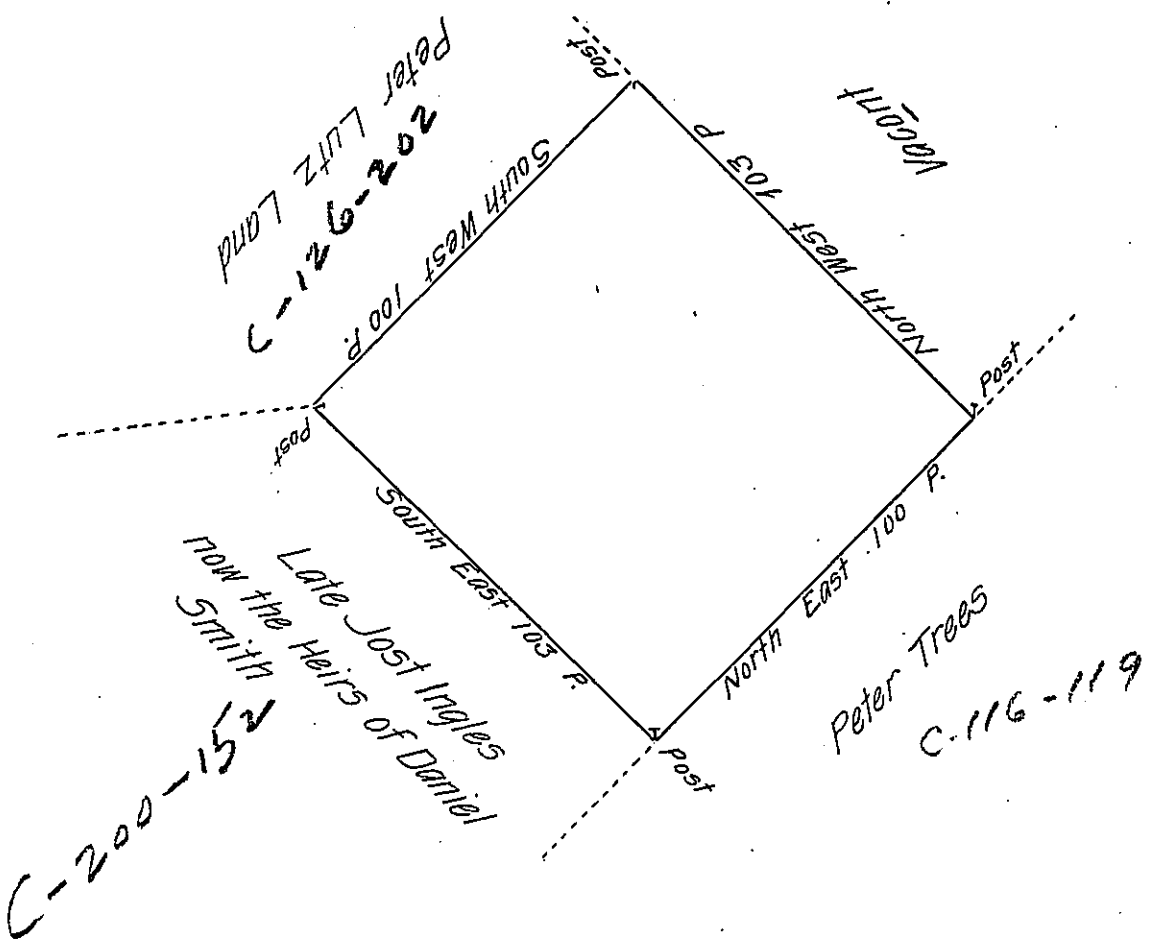 Peter Lutz Land
C-126-202
Post
Vacant
South West 100 P.
North West 103 P
Post
Post
South East 103 P.
North East 100 P.
Late Jost Ingles
now the Heirs of Daniel
Smith
C-200-152
Post
Peter Trees
C-116-119